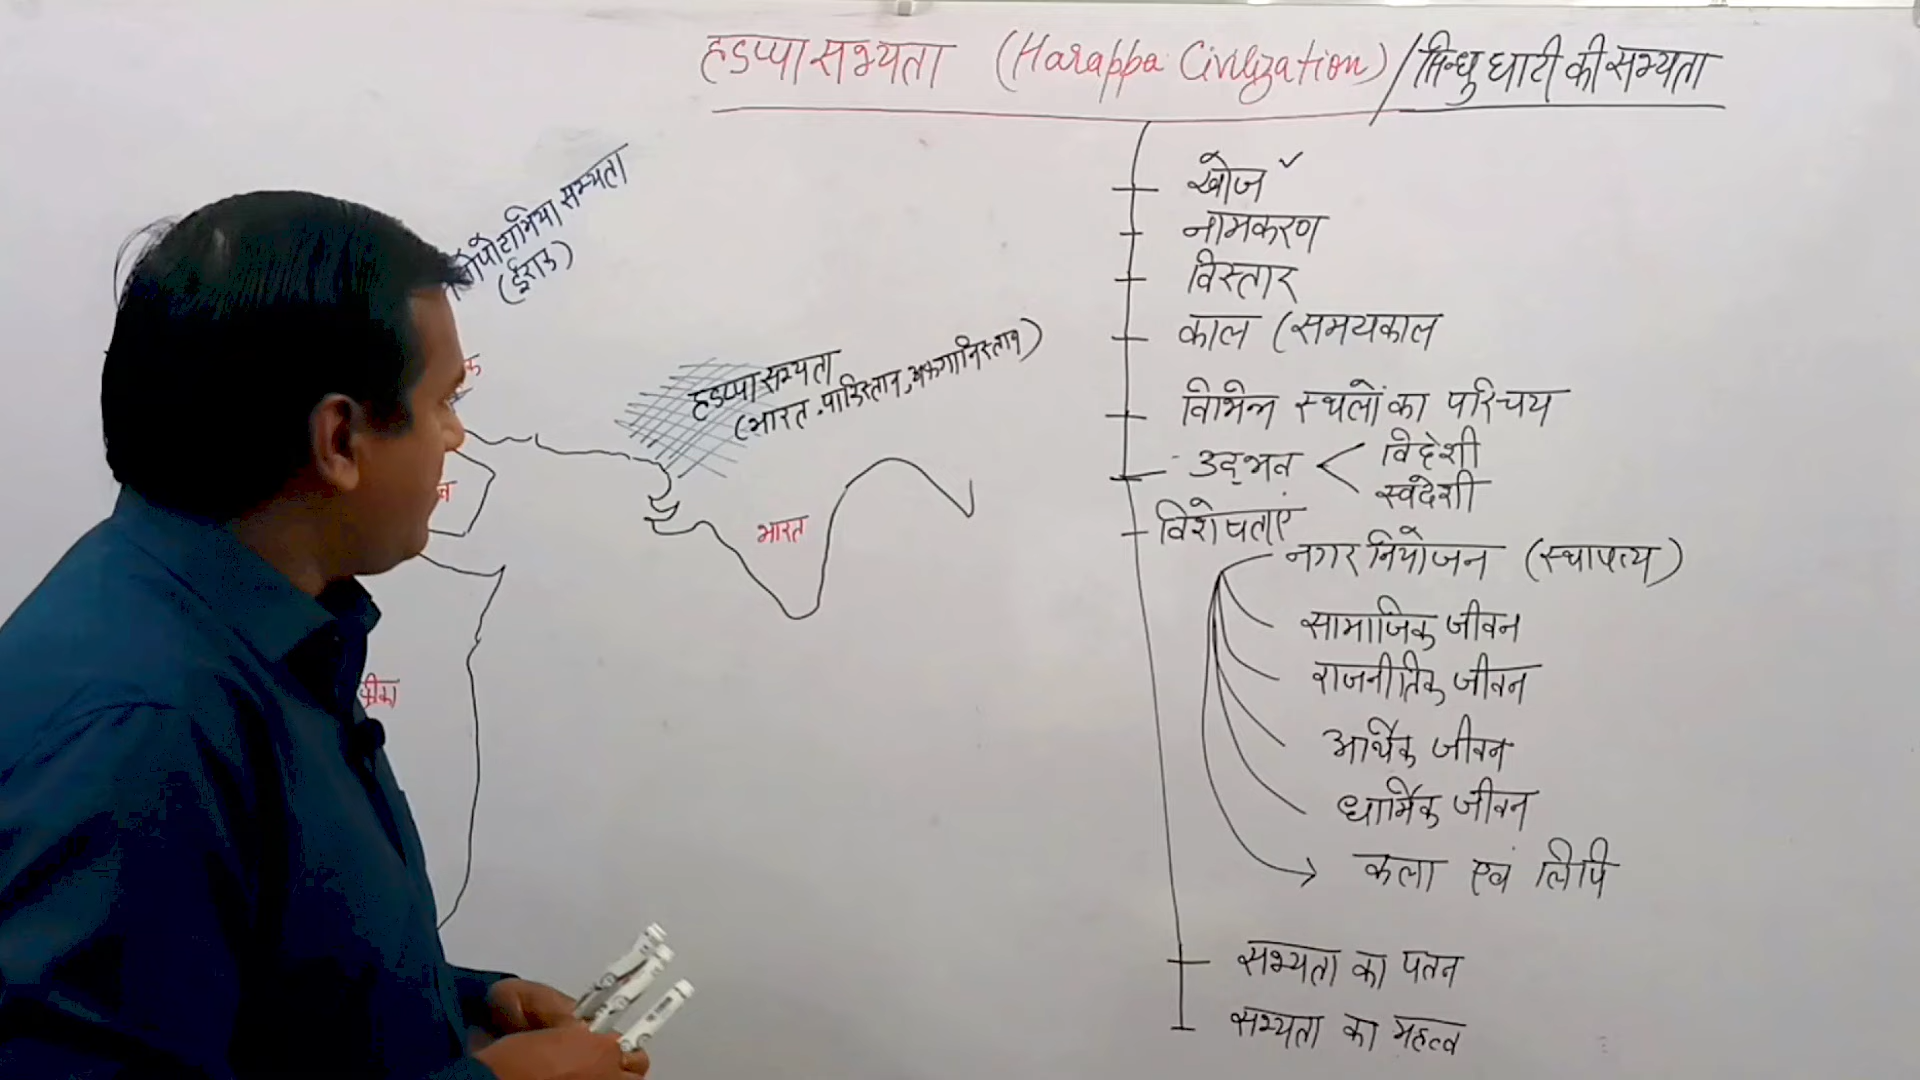 हडप्पा सभ्यता (Harappa Civilization) / सिन्धु घाटी की सभ्यता
सभ्यता
(ईराक)
हडप्पा सभ्यता
(भारत, पाकिस्तान, अफगानिस्तान)
भारत
खोज ✓
नामकरण
विस्तार
काल (समयकाल
विभिन्न स्थलों का परिचय
उद्भव < विदेशी
स्वदेशी
विशेषताएं
नगर नियोजन (स्थापत्य)
सामाजिक जीवन
राजनीतिक जीवन
आर्थिक जीवन
धार्मिक जीवन
कला एवं लिपि
सभ्यता का पतन
सभ्यता का महत्व